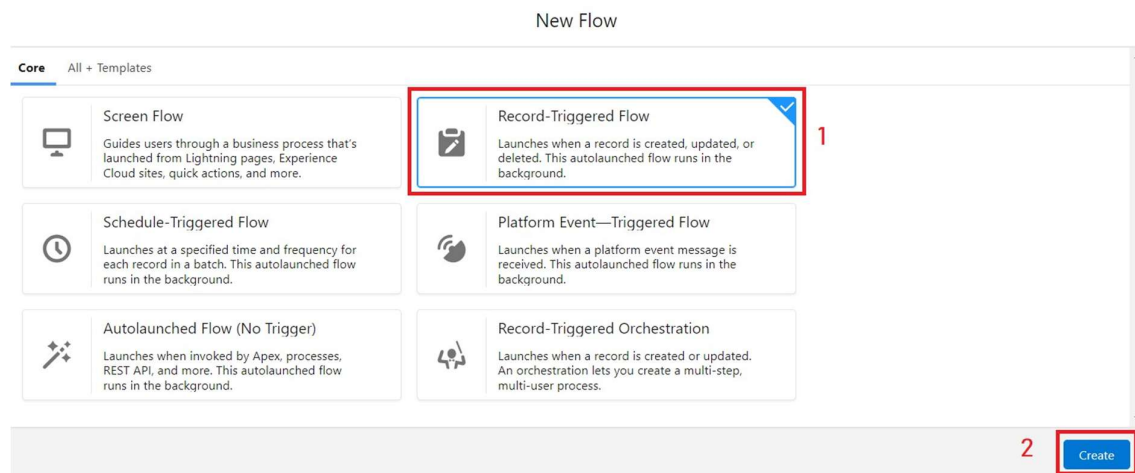 New Flow
Core All + Templates
Screen Flow
Guides users through a business process that's
launched from Lightning pages, Experience
Cloud sites, quick actions, and more.
Record-Triggered Flow
Launches when a record is created, updated, or
deleted. This autolaunched flow runs in the
background.
1
Schedule-Triggered Flow
Launches at a specified time and frequency for
each record in a batch. This autolaunched flow
runs in the background.
Platform Event—Triggered Flow
Launches when a platform event message is
received. This autolaunched flow runs in the
background.
Autolaunched Flow (No Trigger)
Launches when invoked by Apex, processes,
REST API, and more. This autolaunched flow
runs in the background.
Record-Triggered Orchestration
Launches when a record is created or updated.
An orchestration lets you create a multi-step,
multi-user process.
2
Create